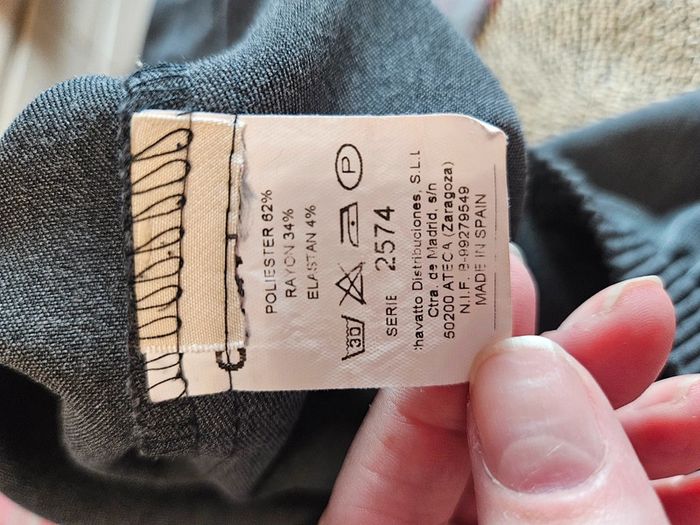 POLIESTER 62%
RAYON 34%
ELASTAN 4%
30 P
SERIE 2574
havatto Distribuciones, S.L.L
Ctra. de Madrid, s/n
50200 ATECA (Zaragoza)
N.I.F. B-99279549
MADE IN SPAIN